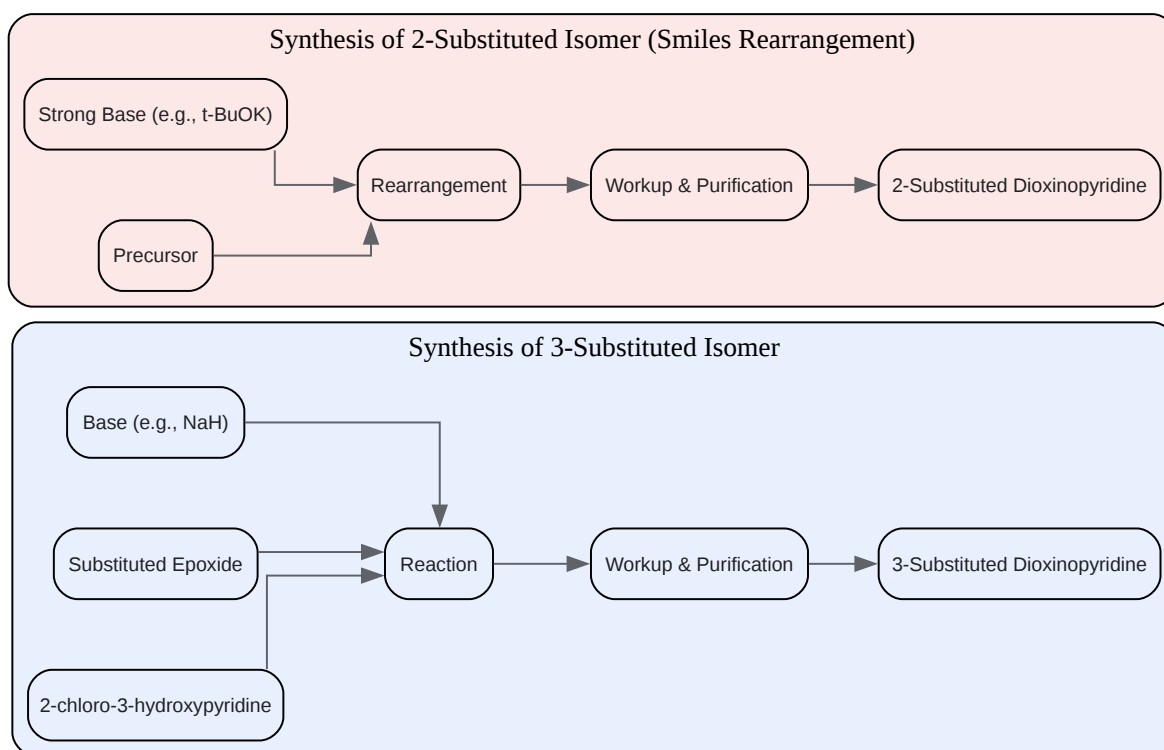 Synthesis of 2-Substituted Isomer (Smiles Rearrangement)
Strong Base (e.g., t-BuOK)
Rearrangement
Workup & Purification
2-Substituted Dioxinopyridine
Precursor
Synthesis of 3-Substituted Isomer
Base (e.g., NaH)
Substituted Epoxide
Reaction
Workup & Purification
3-Substituted Dioxinopyridine
2-chloro-3-hydroxypyridine